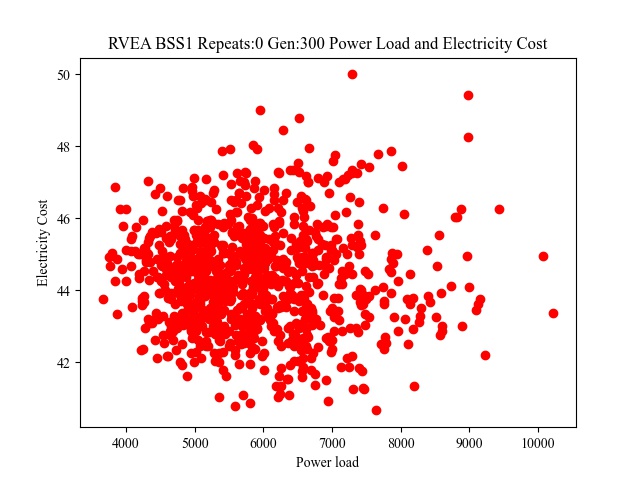 RVEA BSS1 Repeats:0 Gen:300 Power Load and Electricity Cost
50
48
46
44
42
Electricity Cost
4000 5000 6000 7000 8000 9000 10000
Power load